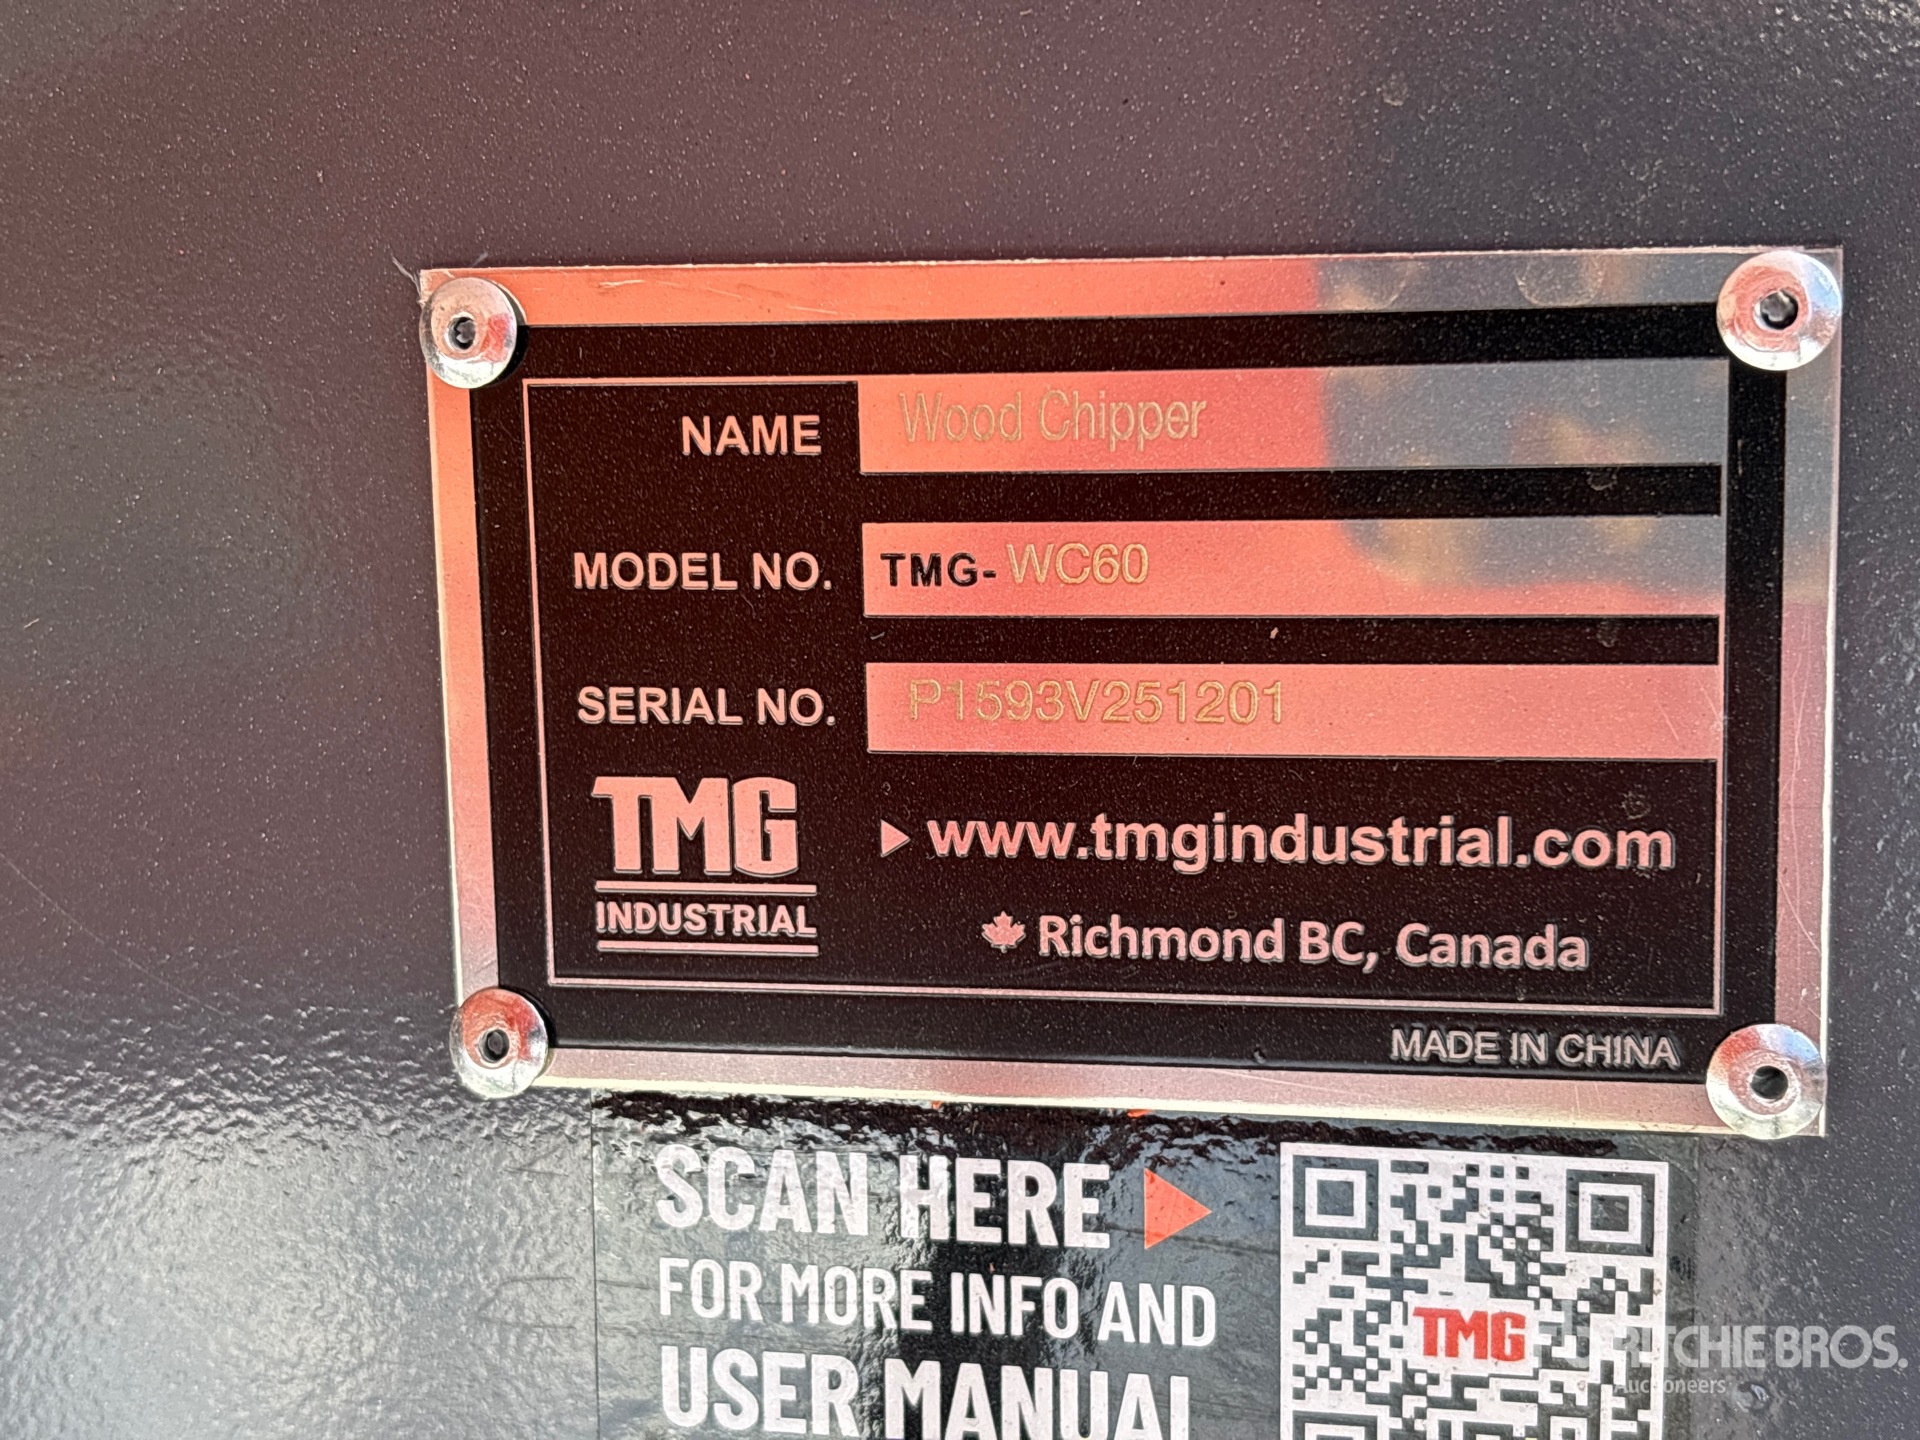 NAME Wood Chipper
MODEL NO. TMG-WC60
SERIAL NO. P1593V251201
TMG
INDUSTRIAL
www.tmgindustrial.com
Richmond BC, Canada
MADE IN CHINA
SCAN HERE
FOR MORE INFO AND
USER MANUAL
TMG
RITCHIE BROS.
Auctioneers